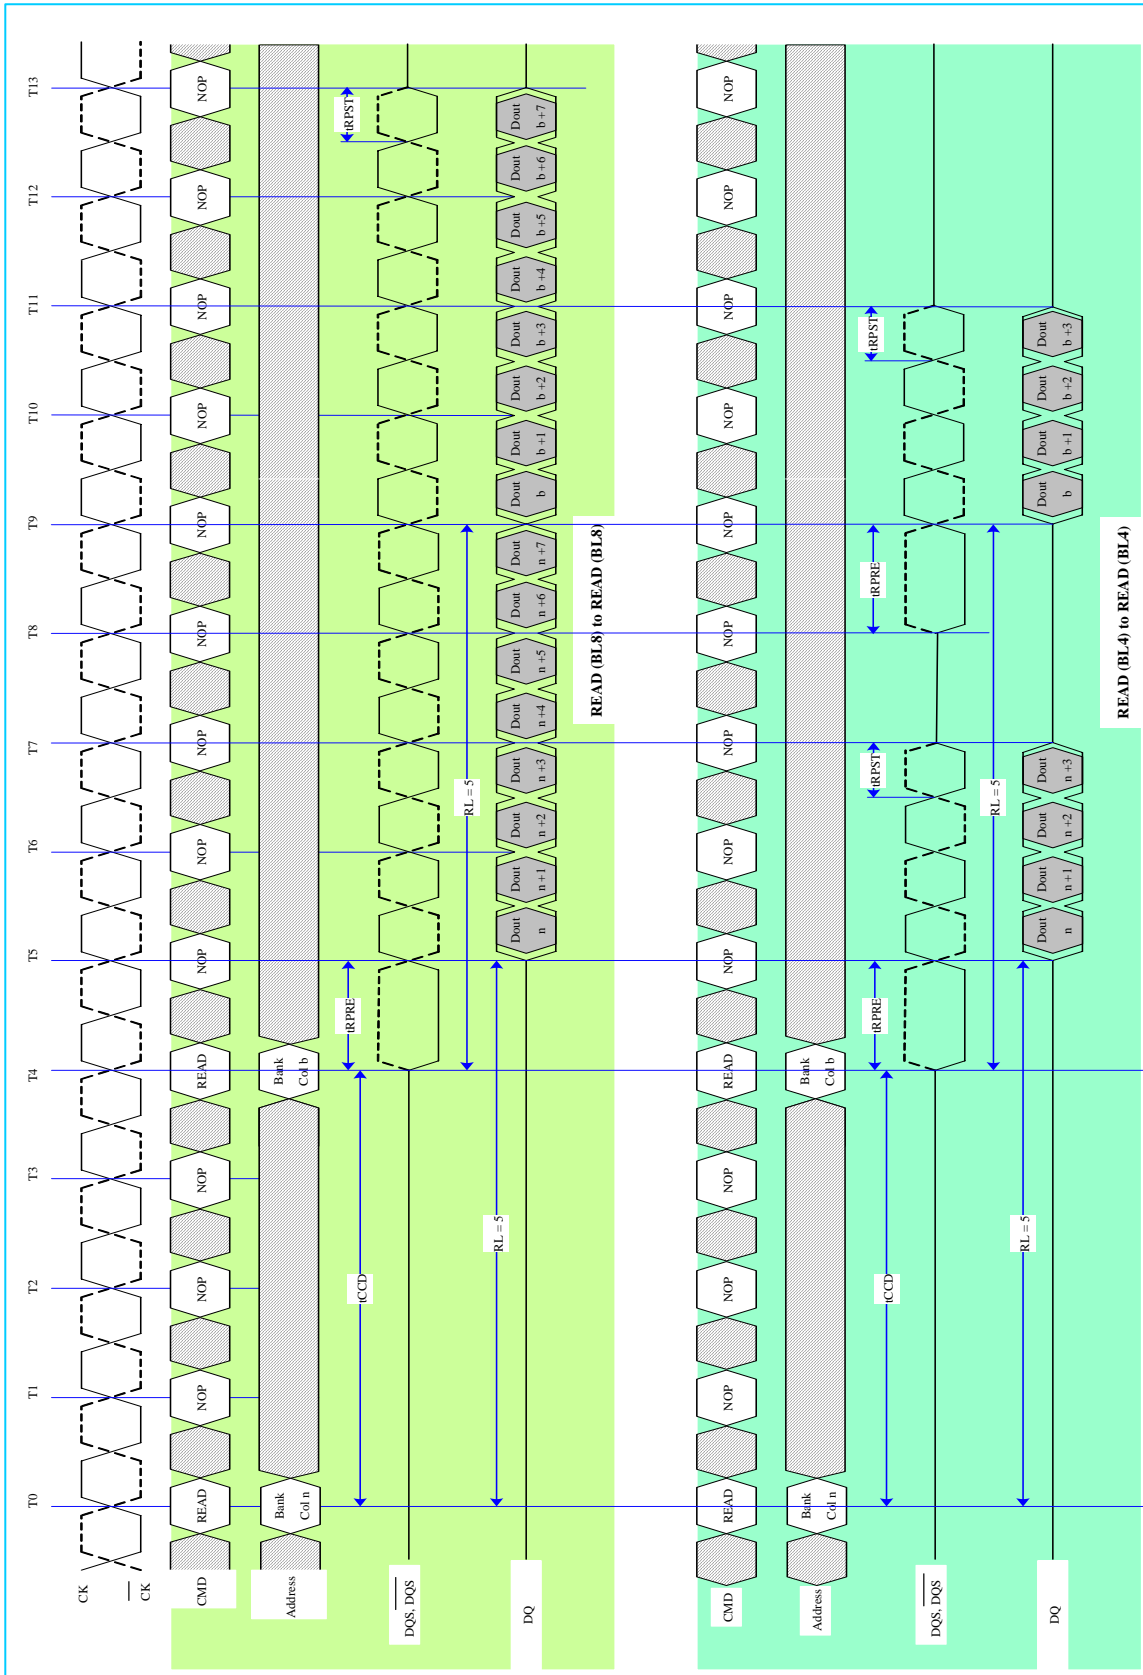 T0 T1 T2 T3 T4 T5 T6 T7 T8 T9 T10 T11 T12 T13
CK
CK
CMD READ NOP NOP NOP READ NOP NOP NOP NOP NOP NOP NOP NOP NOP
Address
Bank
Col n
Bank
Col b
tCCD
tRPRE
tRPST
DQS, DQS
RL = 5
RL = 5
DQ
Dout
n
Dout
n +1
Dout
n +2
Dout
n +3
Dout
n +4
Dout
n +5
Dout
n +6
Dout
n +7
Dout
b
Dout
b +1
Dout
b +2
Dout
b +3
Dout
b +4
Dout
b +5
Dout
b +6
Dout
b +7
READ (BL8) to READ (BL8)
CMD READ NOP NOP NOP READ NOP NOP NOP NOP NOP NOP NOP NOP NOP
Address
Bank
Col n
Bank
Col b
tCCD
tRPRE
tRPST
tRPRE
tRPST
DQS, DQS
RL = 5
RL = 5
DQ
Dout
n
Dout
n +1
Dout
n +2
Dout
n +3
Dout
b
Dout
b +1
Dout
b +2
Dout
b +3
READ (BL4) to READ (BL4)